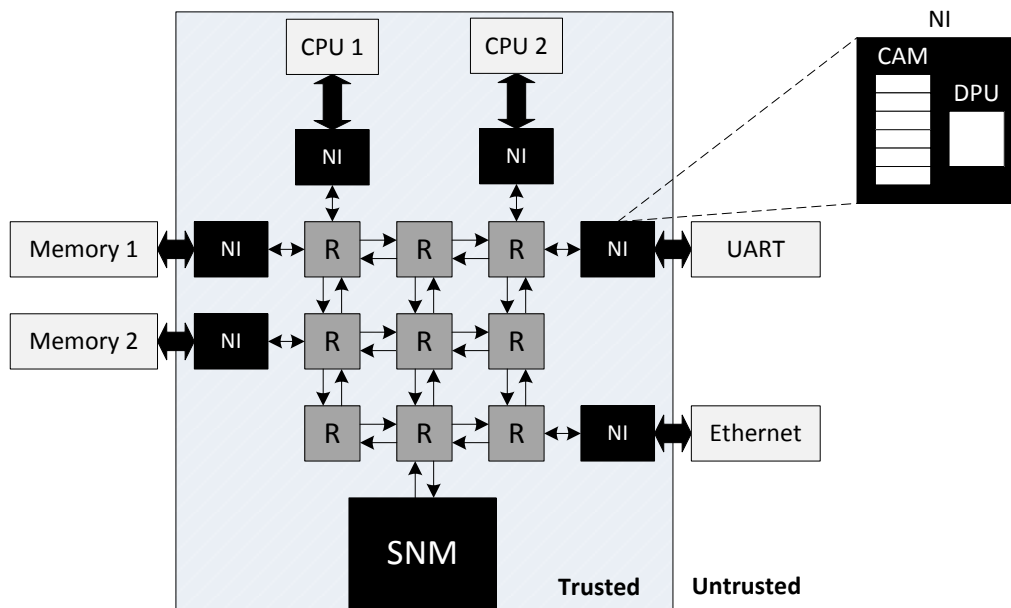 NI
CPU 1
CPU 2
CAM
DPU
NI
NI
Memory 1
NI
R
R
R
NI
UART
Memory 2
NI
R
R
R
R
R
R
NI
Ethernet
SNM
Trusted
Untrusted